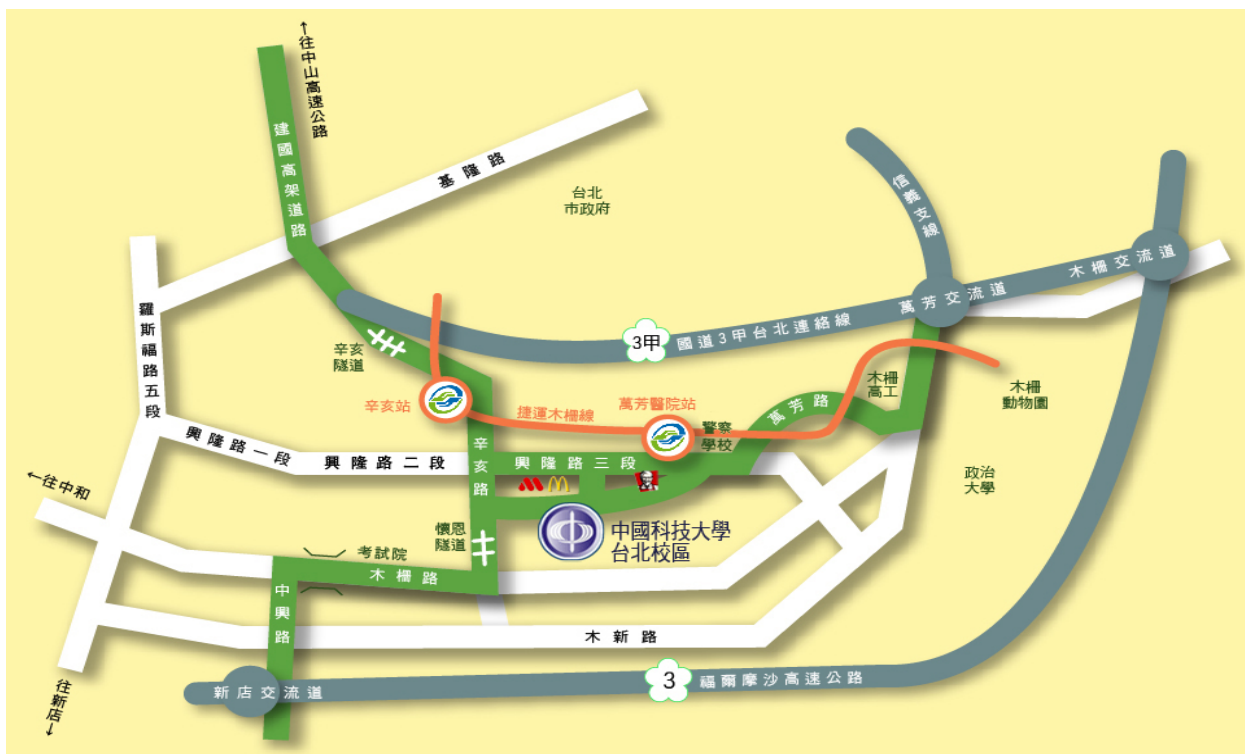 ←往中山高速公路
建國高架道路
基隆路
台北
市政府
信義支線
木柵交流道
萬芳交流道
國道3甲台北連絡線
3甲
羅斯福路五段
辛亥
隧道
辛亥站
捷運木柵線
萬芳醫院站
萬芳路
木柵
高工
木柵
動物園
警察
學校
興隆路一段
興隆路二段
辛亥路
興隆路三段
政治
大學
←往中和
懷恩
隧道
中國科技大學
台北校區
考試院
木柵路
中興路
木新路
新店交流道
3
福爾摩沙高速公路
往新店→